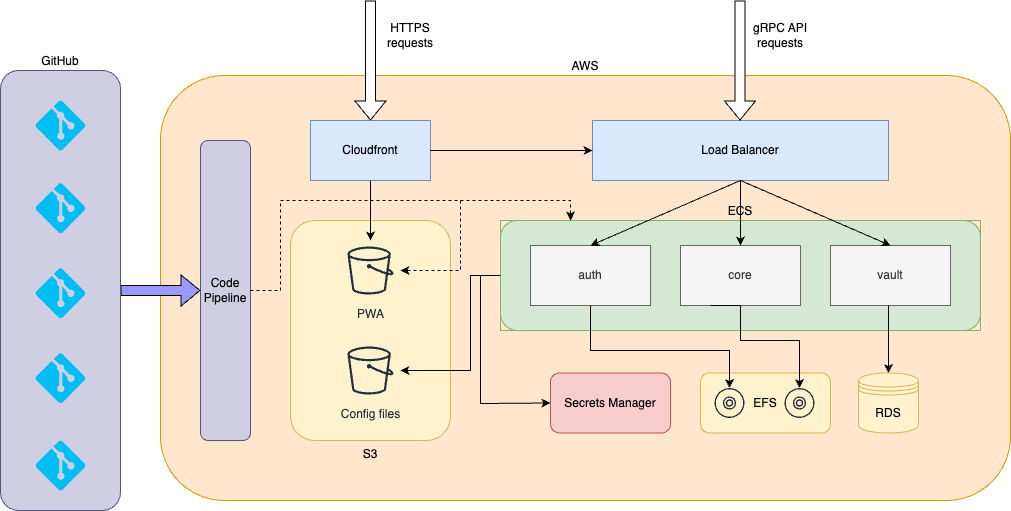 HTTPS
requests
gRPC API
requests
GitHub
AWS
Cloudfront
Load Balancer
ECS
Code
Pipeline
auth
core
vault
PWA
Config files
S3
Secrets Manager
EFS
RDS